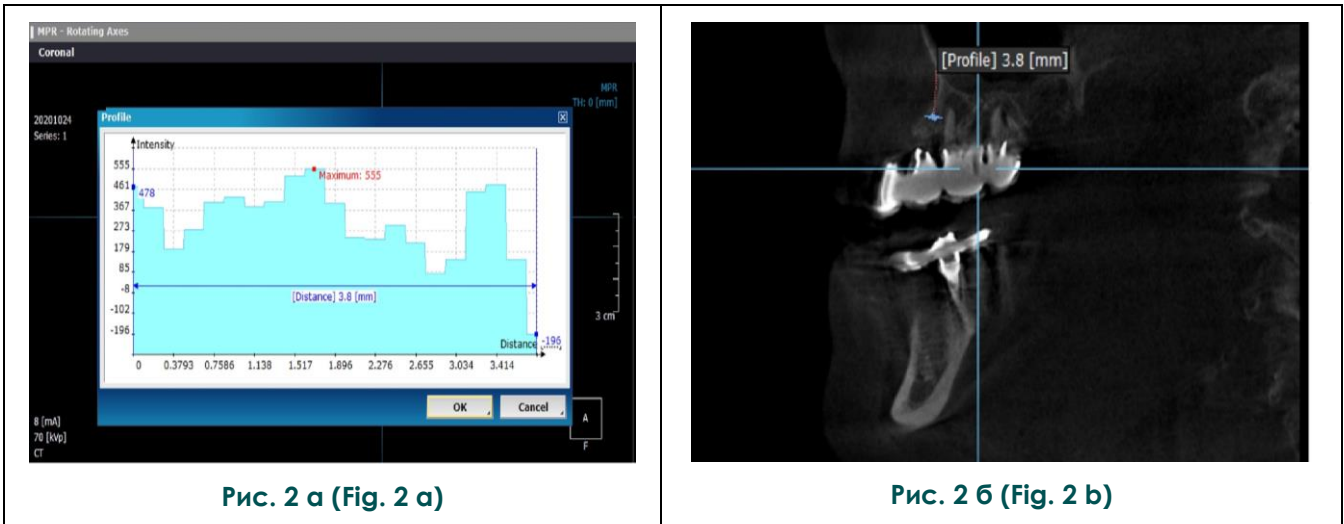 MPR - Rotating Axes
Coronal
MPR
TH: 0 [mm]
20201024
Series: 1
Profile
Intensity
555
461
367
273
179
85
-8
-102
-196
478
Maximum: 555
[Distance] 3.8 [mm]
Distance
-196
0 0.3793 0.7586 1.138 1.517 1.896 2.276 2.655 3.034 3.414
OK
Cancel
3 cm
8 [mA]
70 [kVp]
CT
A
F
Рис. 2 а (Fig. 2 a)
[Profile] 3.8 [mm]
Рис. 2 б (Fig. 2 b)